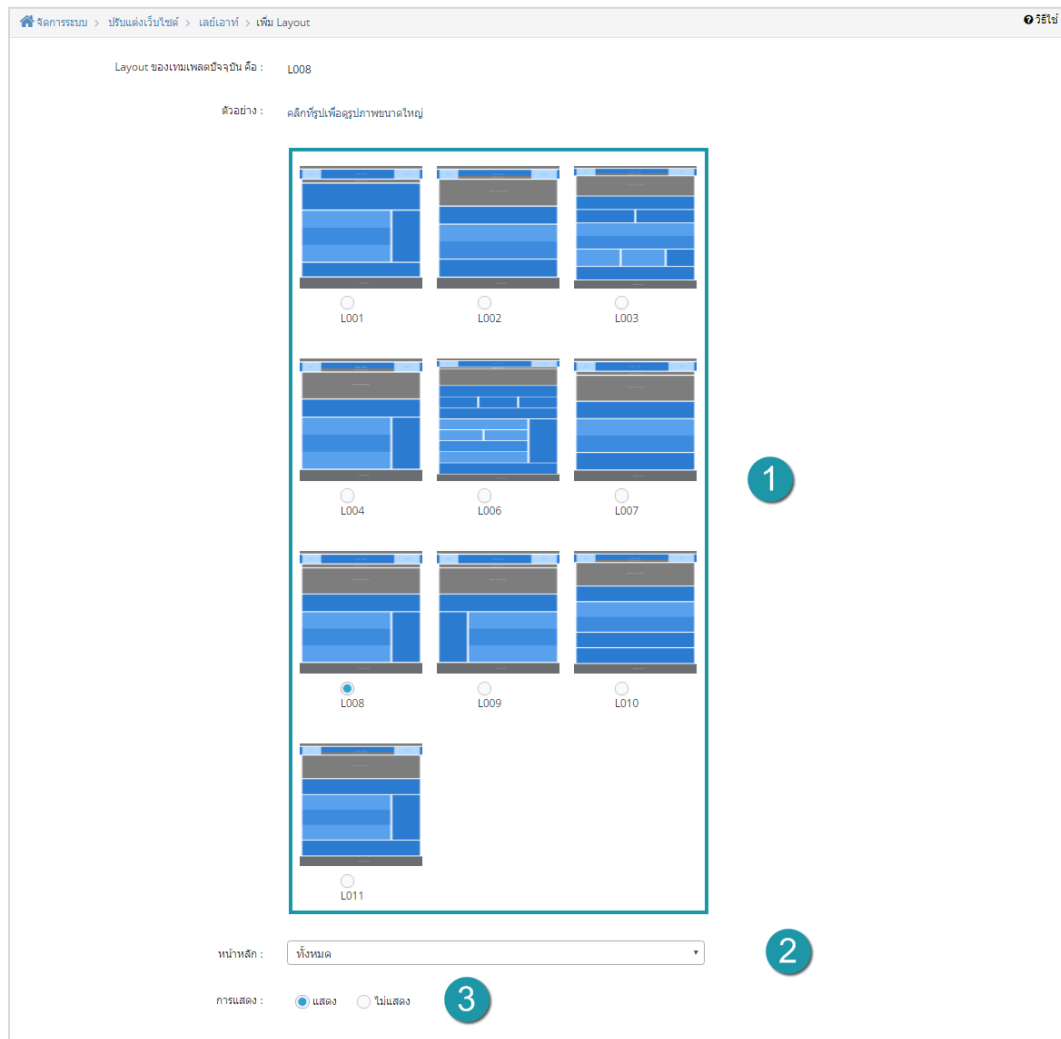 จัดการระบบ > ปรับแต่งเว็บไซต์ > เลย์เอาท์ > เพิ่ม Layout
วิธีใช้
Layout ของเทมเพลตปัจจุบัน คือ : L008
ตัวอย่าง : คลิกที่รูปเพื่อดูรูปภาพขนาดใหญ่
L001 L002 L003
L004 L006 L007
1
L008 L009 L010
L011
หน้าหลัก : ทั้งหมด 2
การแสดง : แสดง ไม่แสดง 3